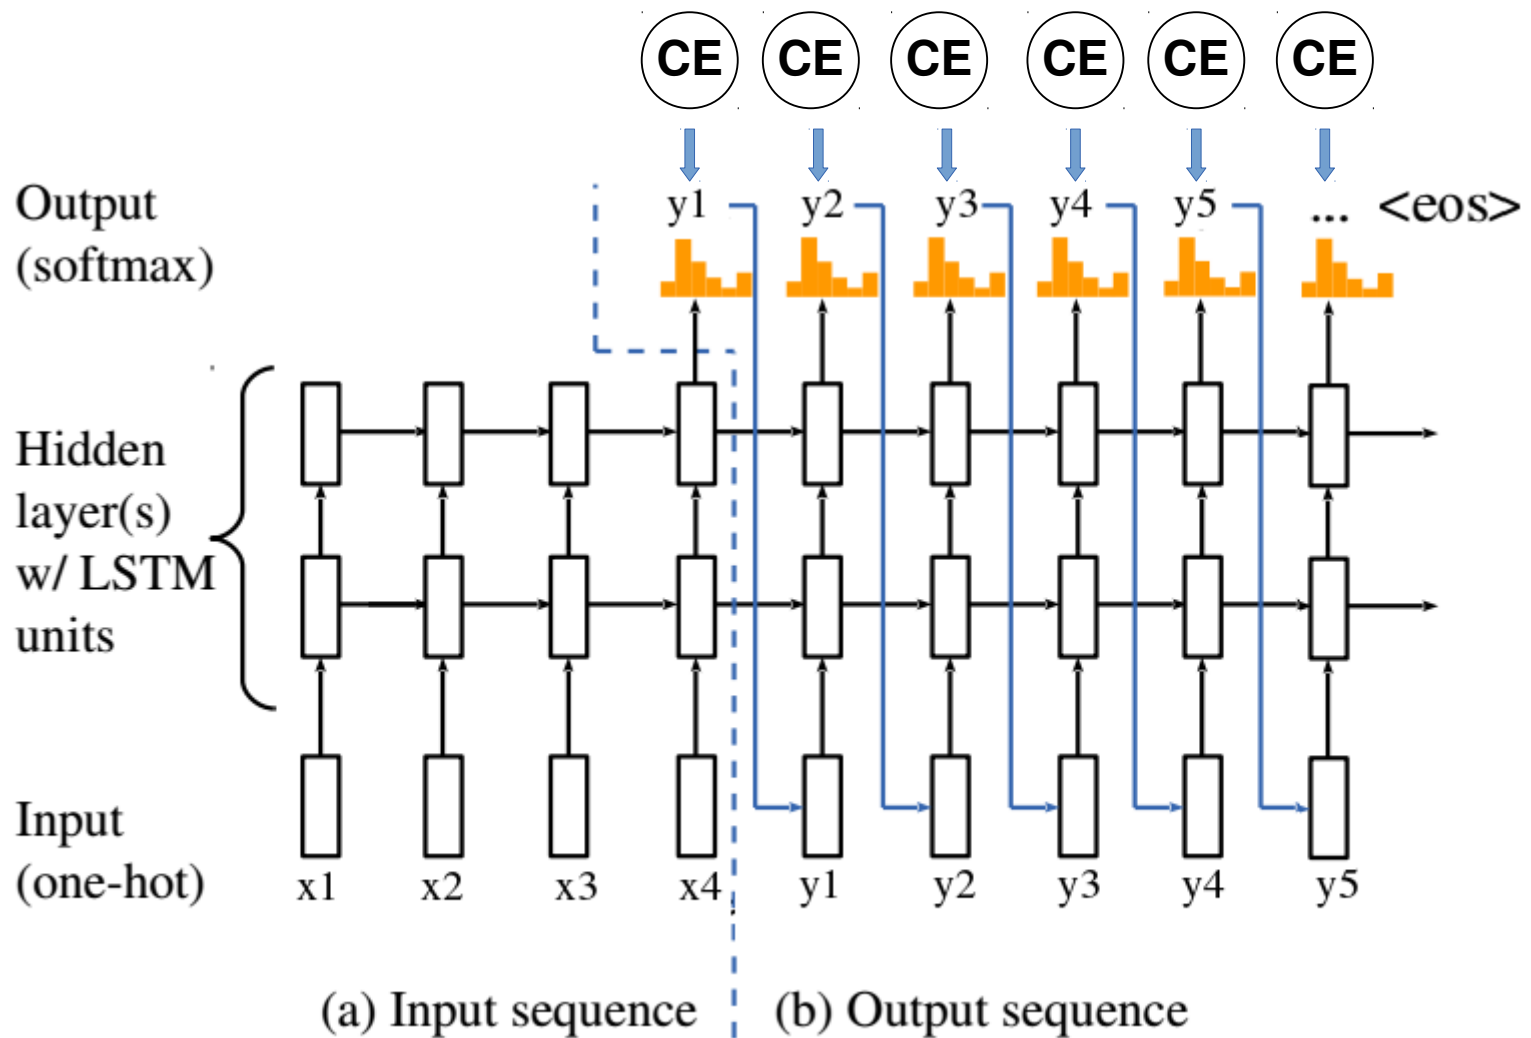 CE CE CE CE CE CE
Output
(softmax)
y1 y2 y3 y4 y5 ... <eos>
Hidden
layer(s)
w/ LSTM
units
Input
(one-hot)
x1 x2 x3 x4 y1 y2 y3 y4 y5
(a) Input sequence
(b) Output sequence